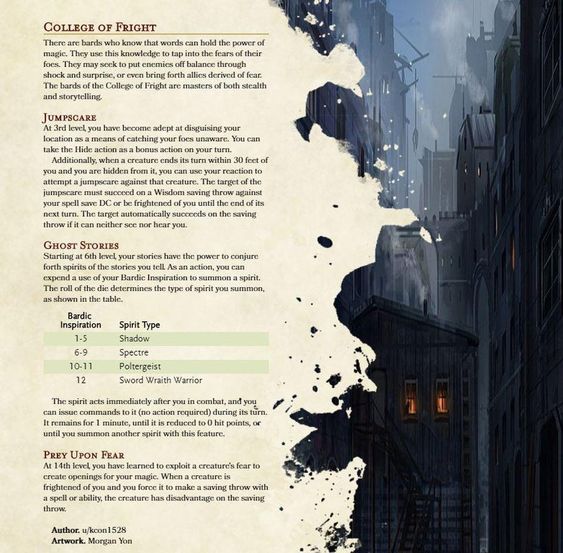 COLLEGE OF FRIGHT
There are bards who know that words can hold the power of
magic. They use this knowledge to tap into the fears of their
foes. They may seek to put enemies off balance through
shock and surprise, or even bring forth allies derived of fear.
The bards of the College of Fright are masters of both stealth
and storytelling.
JUMPSCARE
At 3rd level, you have become adept at disguising your
location as a means of catching your foes unaware. You can
take the Hide action as a bonus action on your turn.
Additionally, when a creature ends its turn within 30 feet of
you and you are hidden from it, you can use your reaction to
attempt a jumpscare against that creature. The target of the
jumpscare must succeed on a Wisdom saving throw against
your spell save DC or be frightened of you until the end of its
next turn. The target automatically succeeds on the saving
throw if it can neither see nor hear you.
GHOST STORIES
Starting at 6th level, your stories have the power to conjure
forth spirits of the stories you tell. As an action, you can
expend a use of your Bardic Inspiration to summon a spirit.
The roll of the die determines the type of spirit you summon,
as shown in the table.
Bardic
Inspiration Spirit Type
1-5 Shadow
6-9 Spectre
10-11 Poltergeist
12 Sword Wraith Warrior
The spirit acts immediately after you in combat, and you
can issue commands to it (no action required) during its turn.
It remains for 1 minute, until it is reduced to 0 hit points, or
until you summon another spirit with this feature.
PREY UPON FEAR
At 14th level, you have learned to exploit a creature's fear to
create openings for your magic. When a creature is
frightened of you and you force it to make a saving throw with
a spell or ability, the creature has disadvantage on the saving
throw.
Author. u/kcon1528
Artwork. Morgan Yon